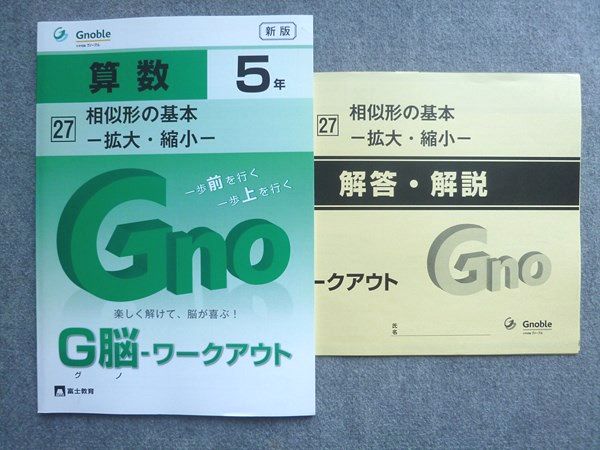 Gnoble
新版
算数 5年
27 相似形の基本
－拡大・縮小－
一歩前を行く
一歩上を行く
Gno
楽しく解けて、脳が喜ぶ！
G脳-ワークアウト
グ ノ
富士教育
27 相似形の基本
－拡大・縮小－
解答・解説
Gno
ークアウト
氏名
Gnoble